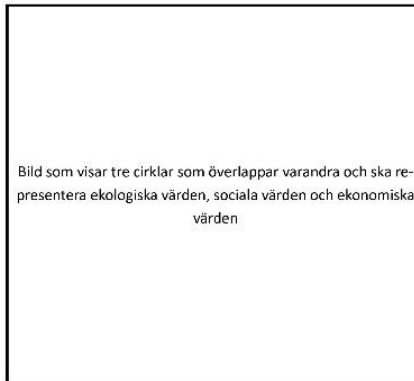 Bild som visar tre cirklar som överlappar varandra och ska re-
presentera ekologiska värden, sociala värden och ekonomiska
värden